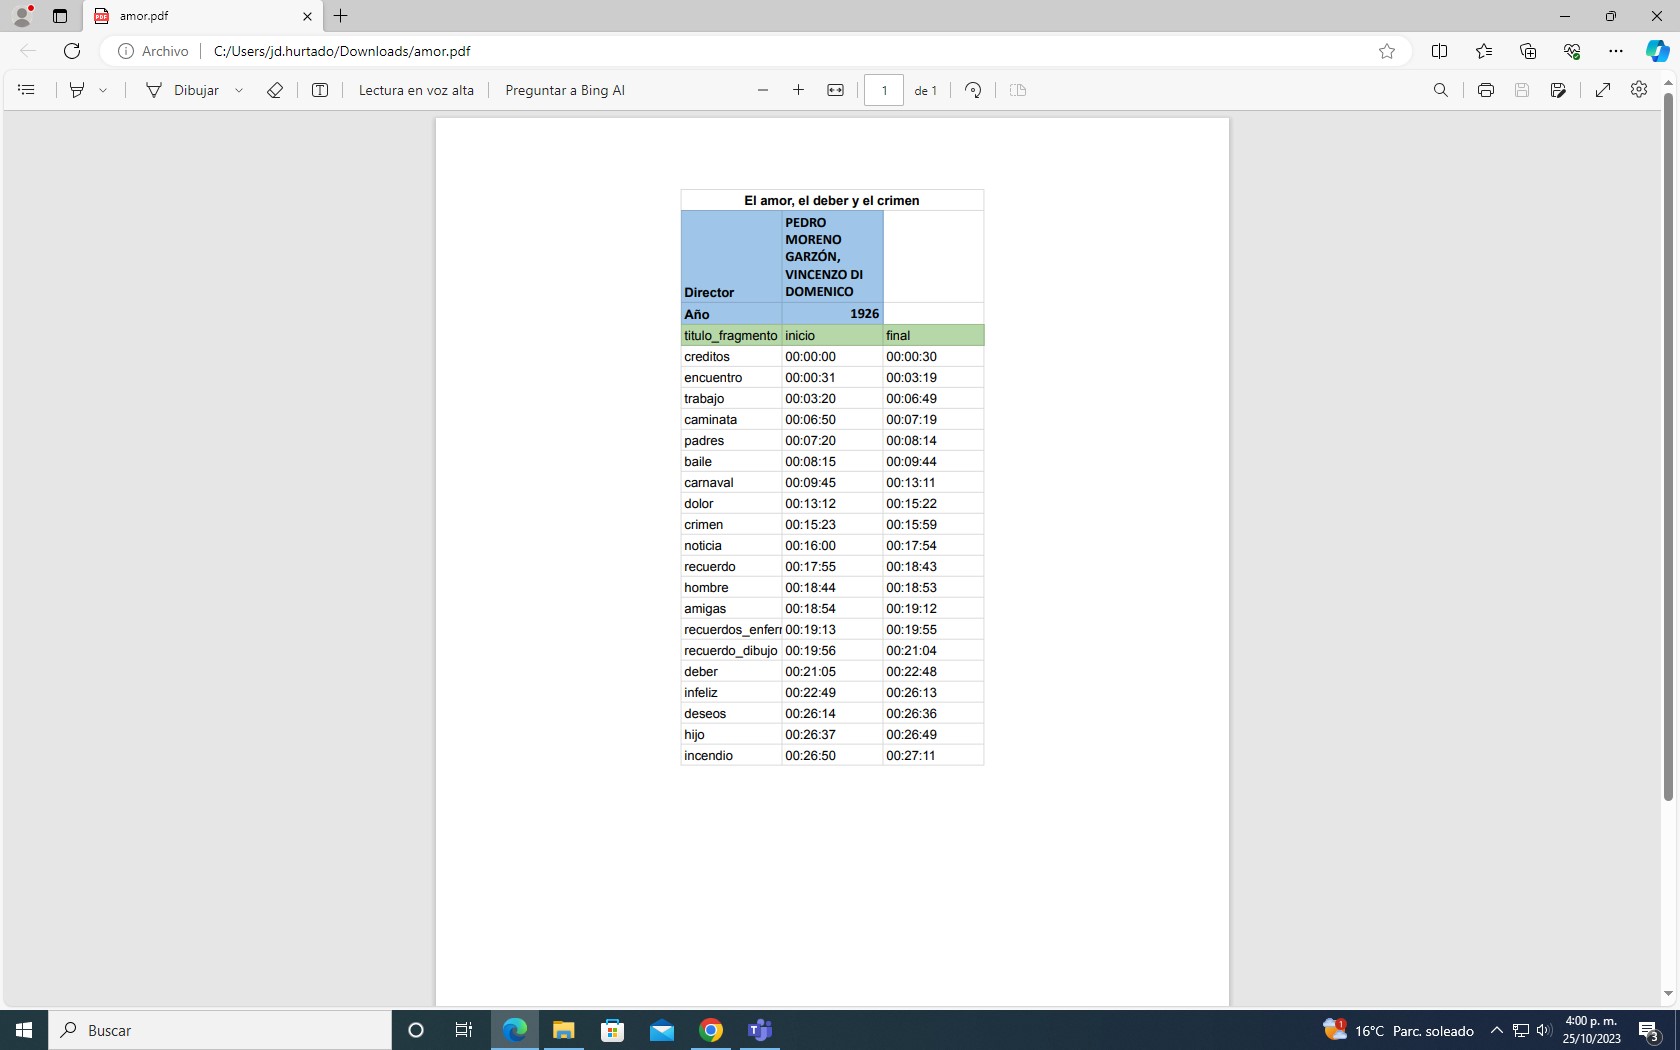 amor.pdf
Archivo C:/Users/jd.hurtado/Downloads/amor.pdf
Dibujar Lectura en voz alta Preguntar a Bing AI 1 de 1
El amor, el deber y el crimen
Director PEDRO
MORENO
GARZÓN,
VINCENZO DI
DOMENICO
Año 1926
titulo_fragmento inicio final
creditos 00:00:00 00:00:30
encuentro 00:00:31 00:03:19
trabajo 00:03:20 00:06:49
caminata 00:06:50 00:07:19
padres 00:07:20 00:08:14
baile 00:08:15 00:09:44
carnaval 00:09:45 00:13:11
dolor 00:13:12 00:15:22
crimen 00:15:23 00:15:59
noticia 00:16:00 00:17:54
recuerdo 00:17:55 00:18:43
hombre 00:18:44 00:18:53
amigas 00:18:54 00:19:12
recuerdos_enferr 00:19:13 00:19:55
recuerdo_dibujo 00:19:56 00:21:04
deber 00:21:05 00:22:48
infeliz 00:22:49 00:26:13
deseos 00:26:14 00:26:36
hijo 00:26:37 00:26:49
incendio 00:26:50 00:27:11
Buscar 1 16°C Parc. soleado 4:00 p. m.
25/10/2023 3